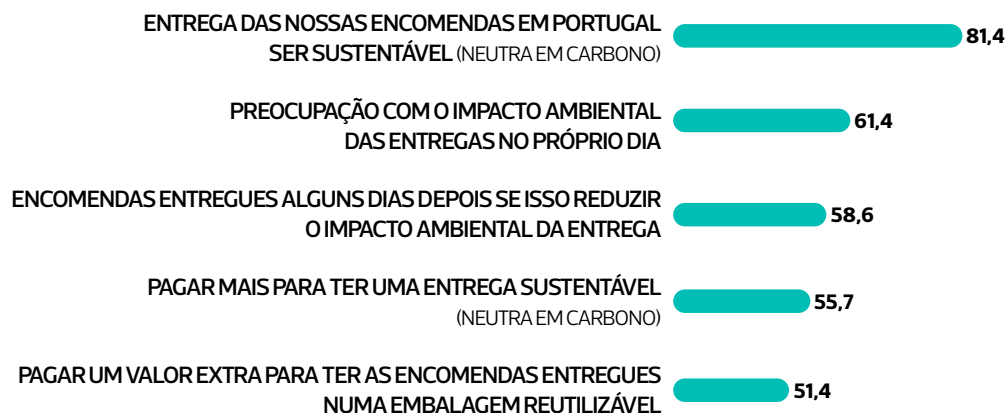 ENTREGA DAS NOSSAS ENCOMENDAS EM PORTUGAL
SER SUSTENTÁVEL (NEUTRA EM CARBONO)
81,4
PREOCUPAÇÃO COM O IMPACTO AMBIENTAL
DAS ENTREGAS NO PRÓPRIO DIA
61,4
ENCOMENDAS ENTREGUES ALGUNS DIAS DEPOIS SE ISSO REDUZIR
O IMPACTO AMBIENTAL DA ENTREGA
58,6
PAGAR MAIS PARA TER UMA ENTREGA SUSTENTÁVEL
(NEUTRA EM CARBONO)
55,7
PAGAR UM VALOR EXTRA PARA TER AS ENCOMENDAS ENTREGUES
NUMA EMBALAGEM REUTILIZÁVEL
51,4